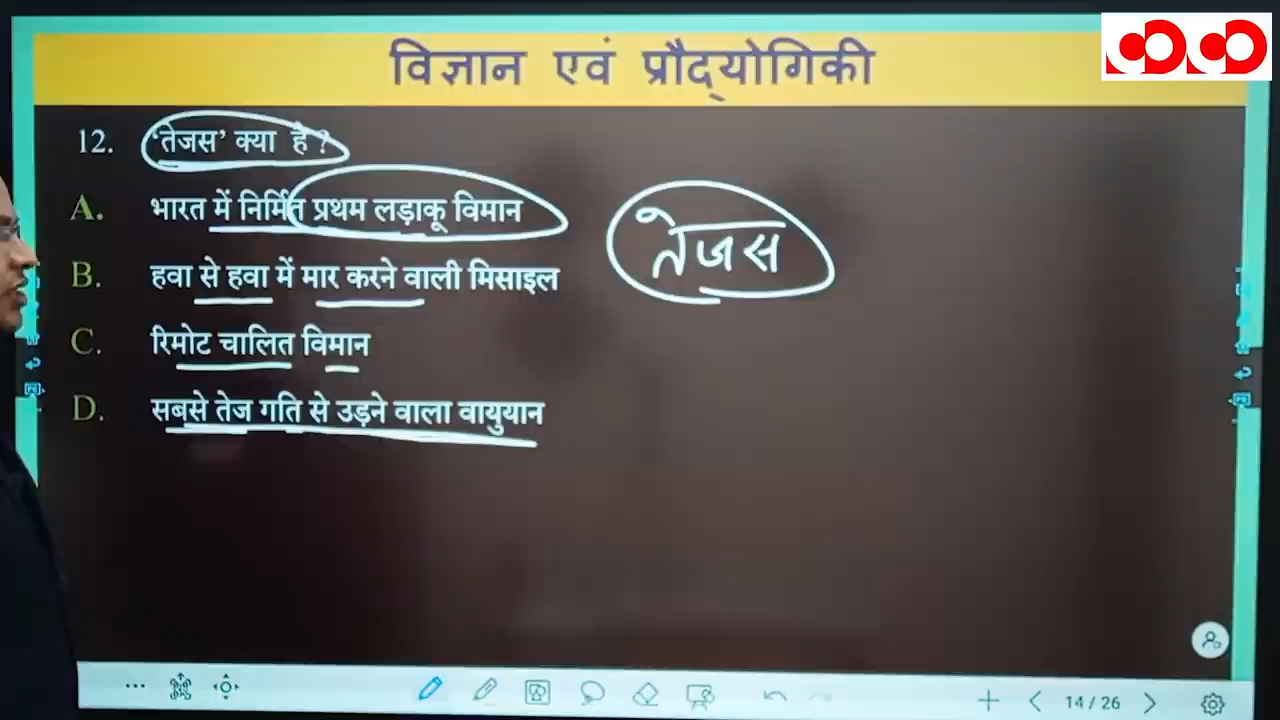 विज्ञान एवं प्रौद्योगिकी
12. ‘तेजस’ क्या है ?
A. भारत में निर्मित प्रथम लड़ाकू विमान
तेजस
B. हवा से हवा में मार करने वाली मिसाइल
C. रिमोट चालित विमान
D. सबसे तेज गति से उड़ने वाला वायुयान
14 / 26